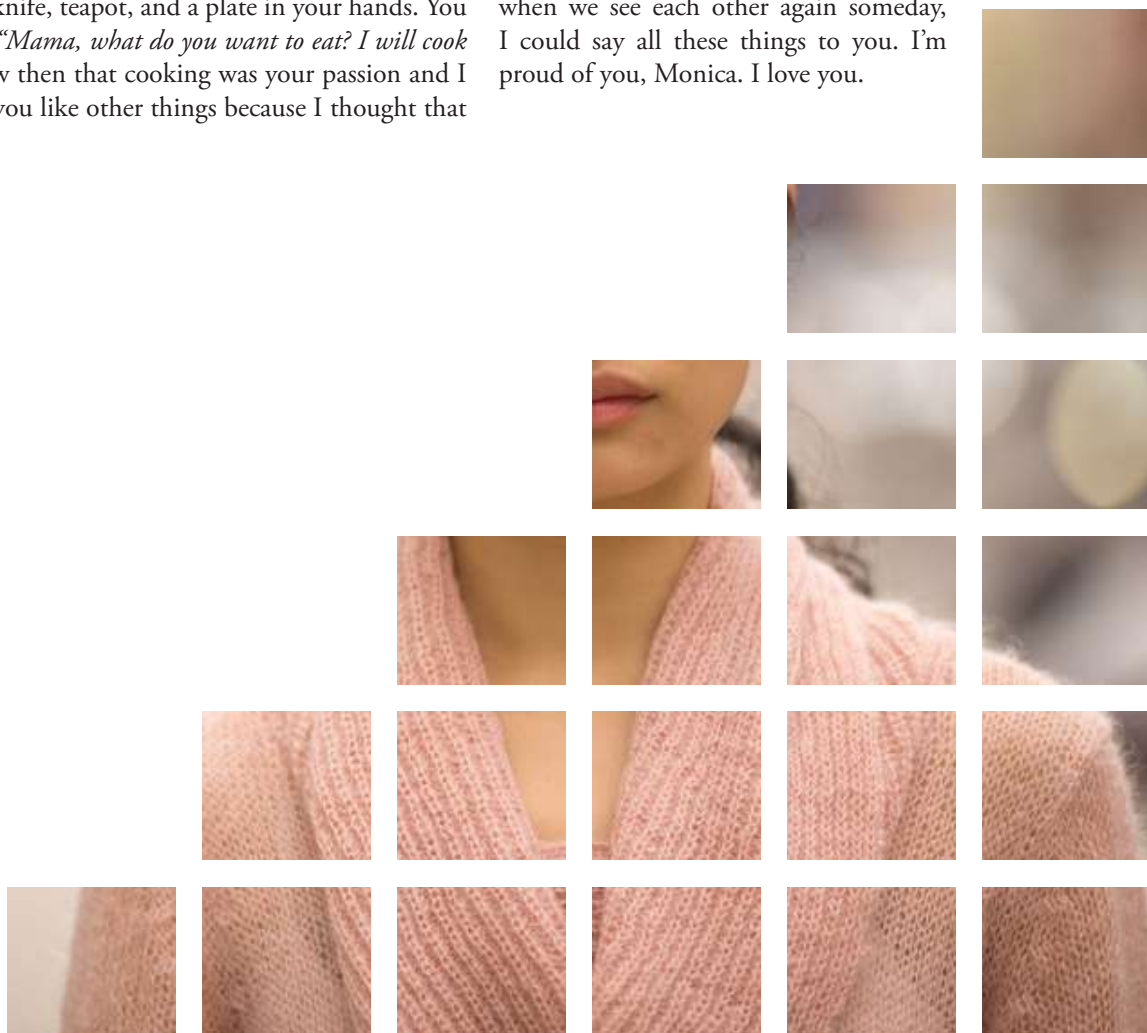 knife, teapot, and a plate in your hands. You
“Mama, what do you want to eat? I will cook
then that cooking was your passion and I
you like other things because I thought that
when we see each other again someday,
I could say all these things to you. I’m
proud of you, Monica. I love you.